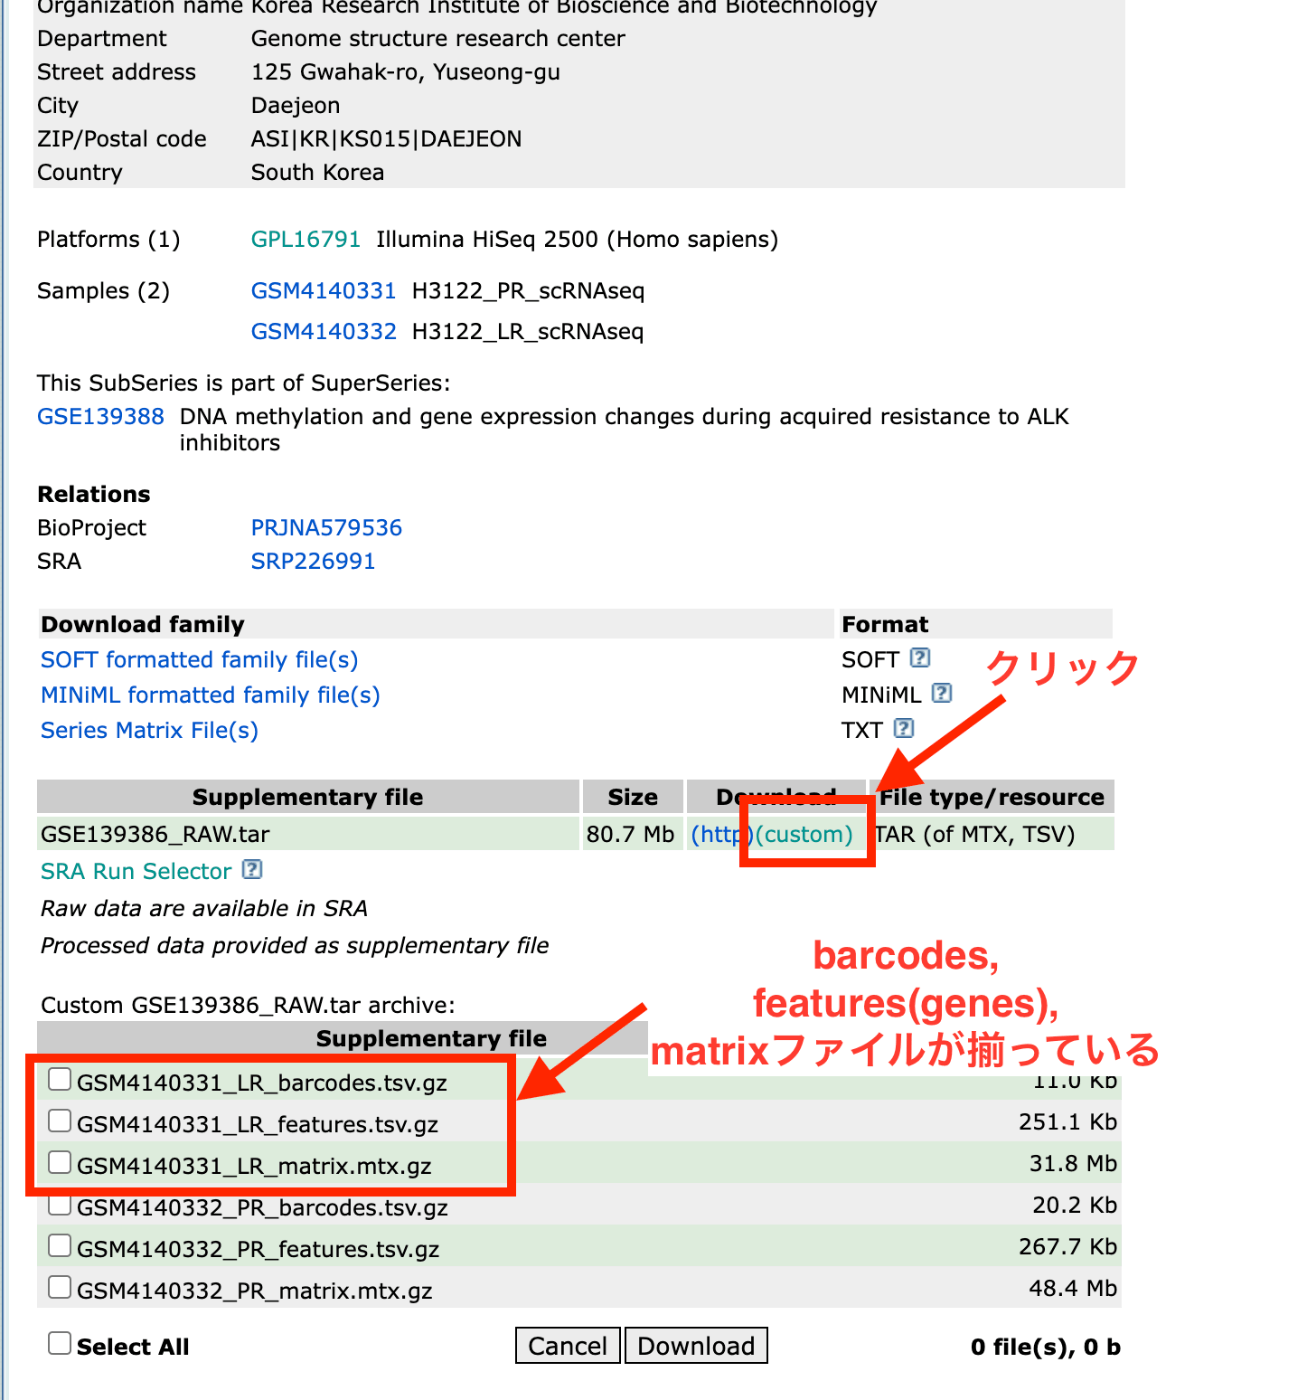 Organization name Korea Research Institute of Bioscience and Biotechnology
Department Genome structure research center
Street address 125 Gwahak-ro, Yuseong-gu
City Daejeon
ZIP/Postal code ASI|KR|KS015|DAEJEON
Country South Korea
Platforms (1) GPL16791 Illumina HiSeq 2500 (Homo sapiens)
Samples (2) GSM4140331 H3122_PR_scRNAseq
GSM4140332 H3122_LR_scRNAseq
This SubSeries is part of SuperSeries:
GSE139388 DNA methylation and gene expression changes during acquired resistance to ALK
inhibitors
Relations
BioProject PRJNA579536
SRA SRP226991
Download family Format
SOFT formatted family file(s) SOFT ?
クリック
MINiML formatted family file(s) MINiML ?
Series Matrix File(s) TXT ?
Supplementary file Size Download File type/resource
GSE139386_RAW.tar 80.7 Mb (http)(custom) TAR (of MTX, TSV)
SRA Run Selector ?
Raw data are available in SRA
Processed data provided as supplementary file
barcodes,
features(genes),
matrixファイルが揃っている
Custom GSE139386_RAW.tar archive:
Supplementary file
GSM4140331_LR_barcodes.tsv.gz 11.0 Kb
GSM4140331_LR_features.tsv.gz 251.1 Kb
GSM4140331_LR_matrix.mtx.gz 31.8 Mb
GSM4140332_PR_barcodes.tsv.gz 20.2 Kb
GSM4140332_PR_features.tsv.gz 267.7 Kb
GSM4140332_PR_matrix.mtx.gz 48.4 Mb
Select All Cancel Download 0 file(s), 0 b